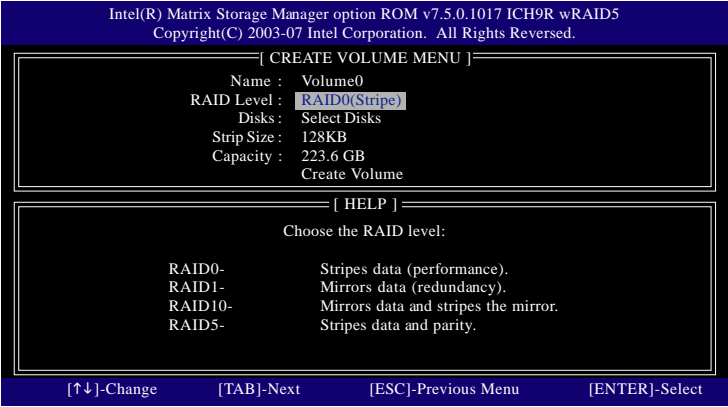 Intel(R) Matrix Storage Manager option ROM v7.5.0.1017 ICH9R wRAID5
Copyright(C) 2003-07 Intel Corporation. All Rights Reversed.
[ CREATE VOLUME MENU ]
Name : Volume0
RAID Level : RAID0(Stripe)
Disks : Select Disks
Strip Size : 128KB
Capacity : 223.6 GB
Create Volume
[ HELP ]
Choose the RAID level:
RAID0- Stripes data (performance).
RAID1- Mirrors data (redundancy).
RAID10- Mirrors data and stripes the mirror.
RAID5- Stripes data and parity.
[↑↓]-Change [TAB]-Next [ESC]-Previous Menu [ENTER]-Select